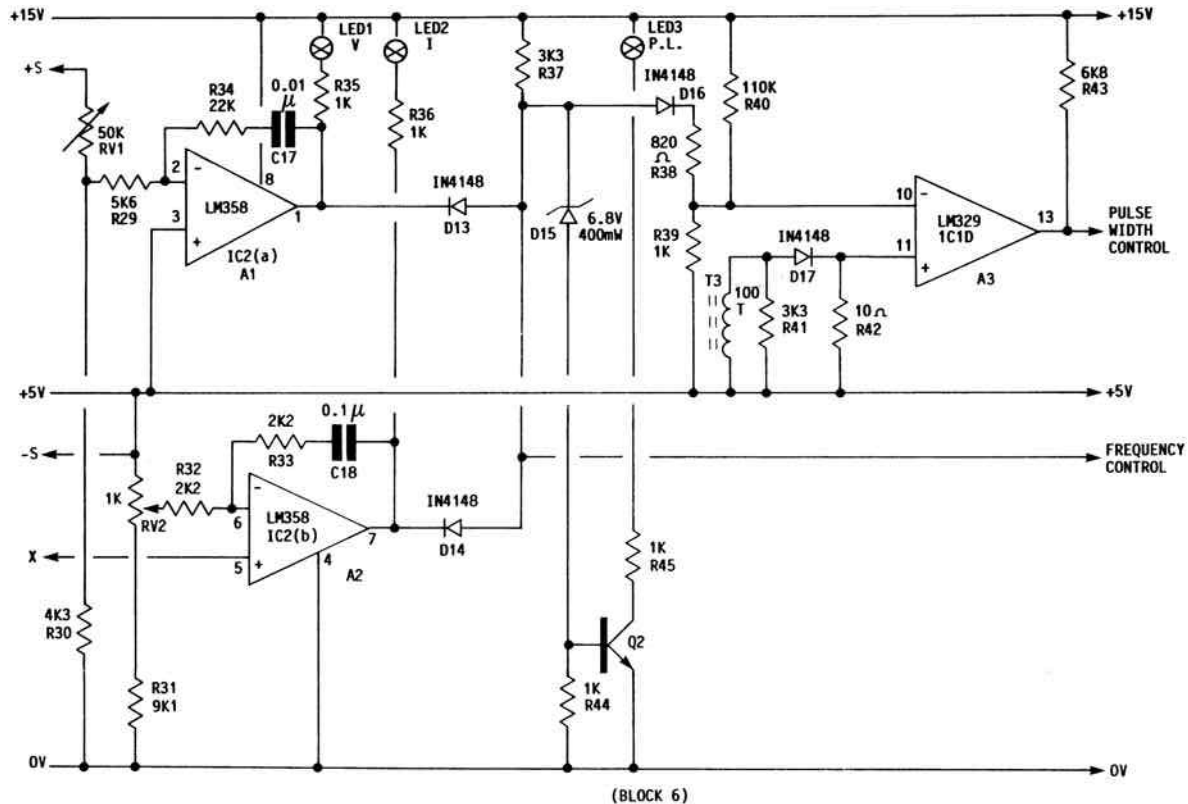 +15V
LED1
V
LED2
I
LED3
P.L.
+15V
+S
R34
22K
0.01
μ
R35
1K
3K3
R37
IN4148
D16
110K
R40
6K8
R43
50K
RV1
C17
R36
1K
820
Ω
R38
5K6
R29
2
−
8
LM358
3
+
1
IC2(a)
A1
IN4148
D13
D15
6.8V
400mW
R39
1K
10
−
LM329
1C1D
13
11
+
A3
PULSE
WIDTH
CONTROL
IN4148
D17
T3
100
T
3K3
R41
10Ω
R42
+5V
+5V
0.1μ
2K2
R33
C18
-S
R32
2K2
1K
RV2
6
−
LM358
IC2(b)
7
5
+
4
A2
IN4148
D14
FREQUENCY
CONTROL
X
1K
R45
4K3
R30
Q2
R31
9K1
1K
R44
0V
0V
(BLOCK 6)